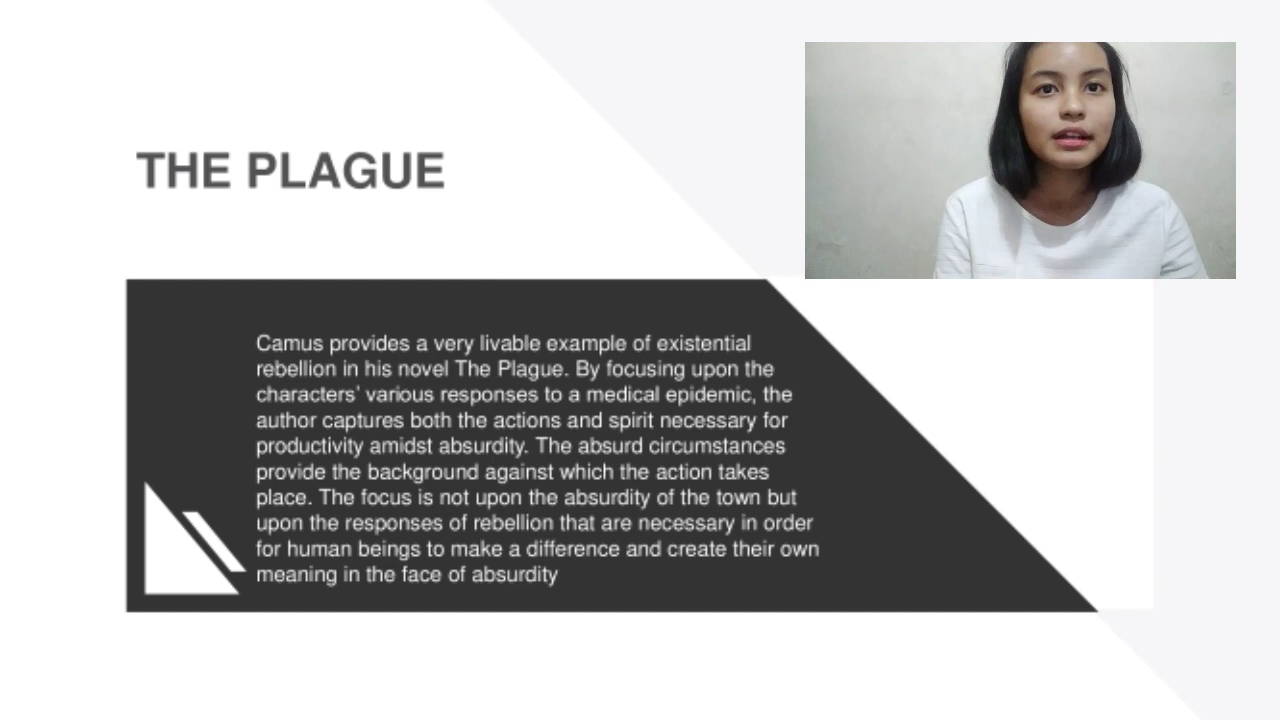 THE PLAGUE
Camus provides a very livable example of existential
rebellion in his novel The Plague. By focusing upon the
characters' various responses to a medical epidemic, the
author captures both the actions and spirit necessary for
productivity amidst absurdity. The absurd circumstances
provide the background against which the action takes
place. The focus is not upon the absurdity of the town but
upon the responses of rebellion that are necessary in order
for human beings to make a difference and create their own
meaning in the face of absurdity